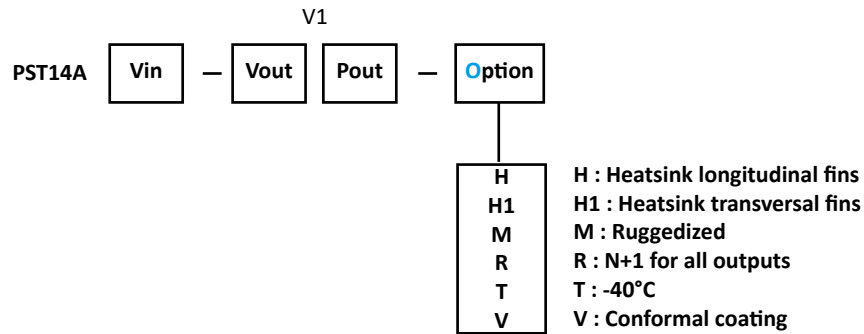 V1
PST14A Vin — Vout Pout — Option
H H : Heatsink longitudinal fins
H1 H1 : Heatsink transversal fins
M M : Ruggedized
R R : N+1 for all outputs
T T : -40°C
V V : Conformal coating